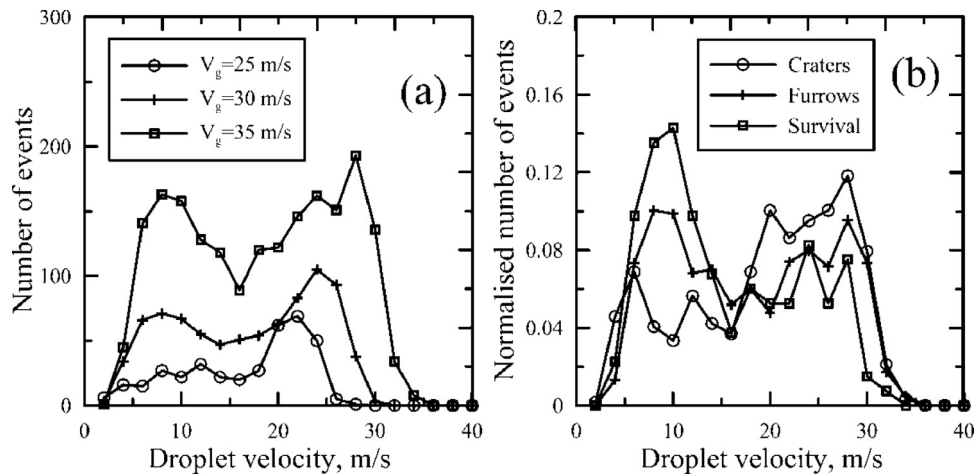 300
200
100
0
Number of events
V_g=25 m/s
V_g=30 m/s
V_g=35 m/s
(a)
0 10 20 30 40
Droplet velocity, m/s
0.2
0.16
0.12
0.08
0.04
0
Normalised number of events
Craters
Furrows
Survival
(b)
0 10 20 30 40
Droplet velocity, m/s